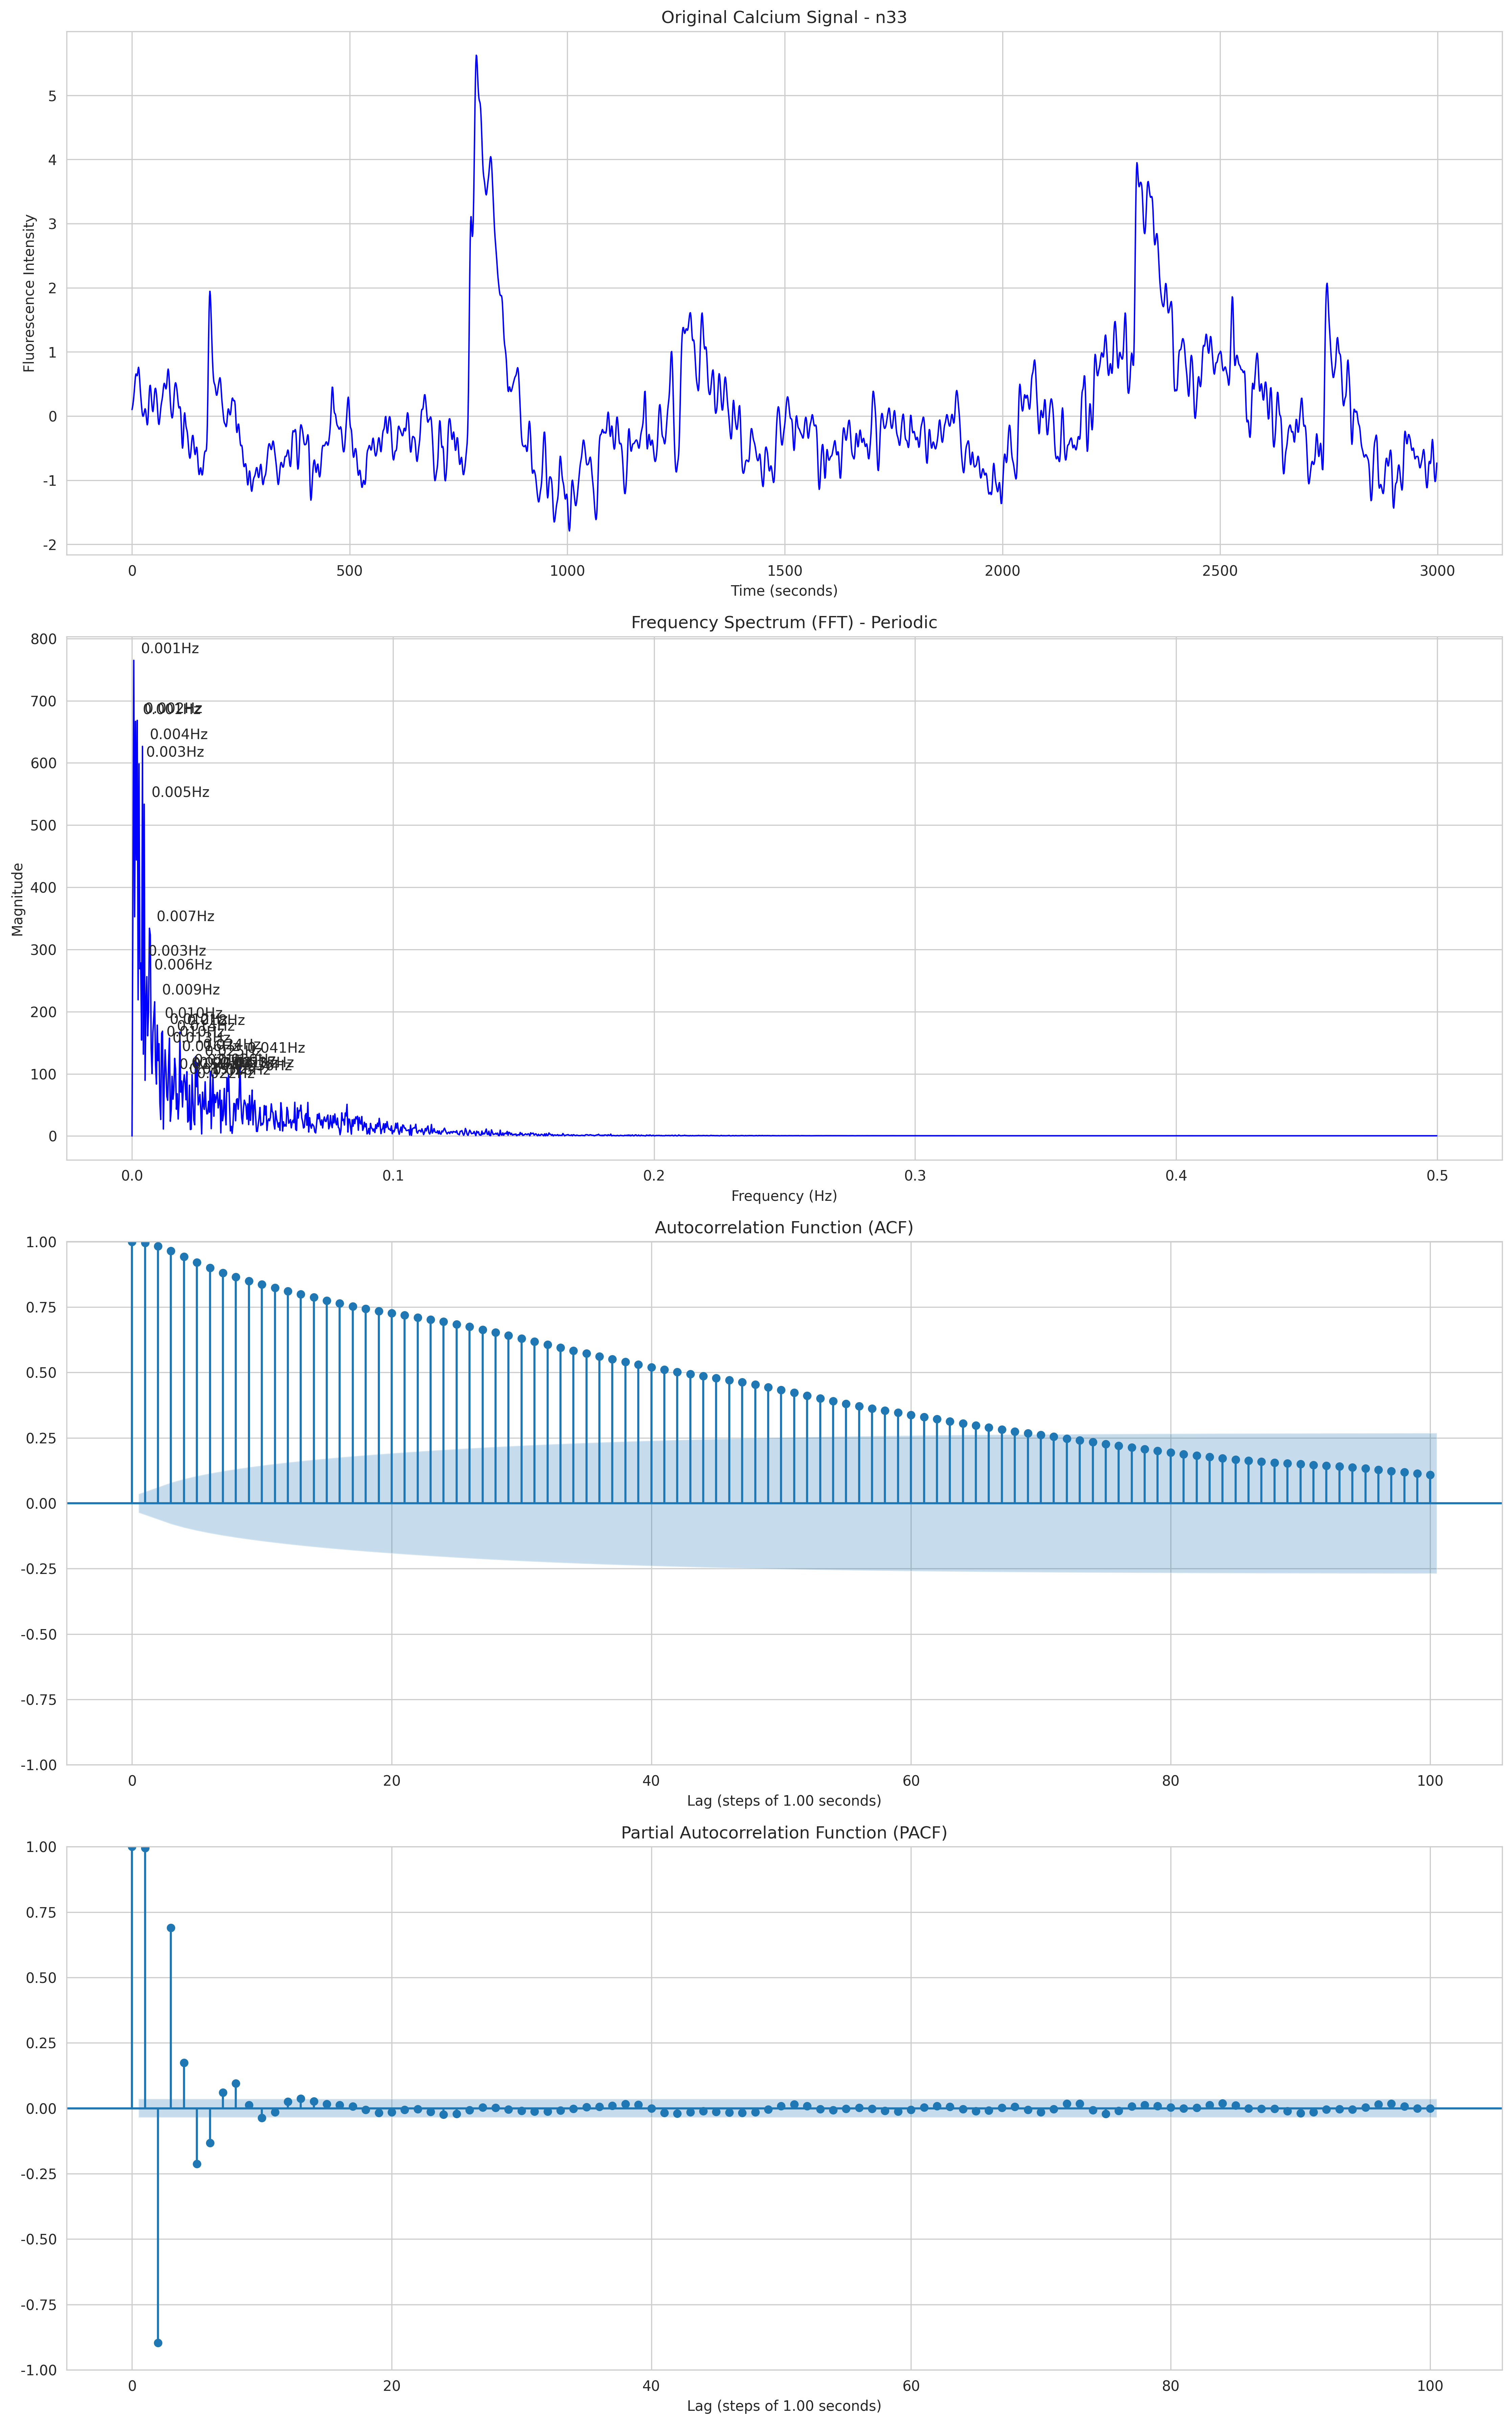 Original Calcium Signal - n33
5
4
3
2
1
0
-1
-2
Fluorescence Intensity
0 500 1000 1500 2000 2500 3000
Time (seconds)
Frequency Spectrum (FFT) - Periodic
800
700
600
500
400
300
200
100
0
Magnitude
0.001Hz
0.004Hz
0.003Hz
0.005Hz
0.007Hz
0.003Hz
0.006Hz
0.009Hz
0.0 0.1 0.2 0.3 0.4 0.5
Frequency (Hz)
Autocorrelation Function (ACF)
1.00
0.75
0.50
0.25
0.00
-0.25
-0.50
-0.75
-1.00
0 20 40 60 80 100
Lag (steps of 1.00 seconds)
Partial Autocorrelation Function (PACF)
1.00
0.75
0.50
0.25
0.00
-0.25
-0.50
-0.75
-1.00
0 20 40 60 80 100
Lag (steps of 1.00 seconds)